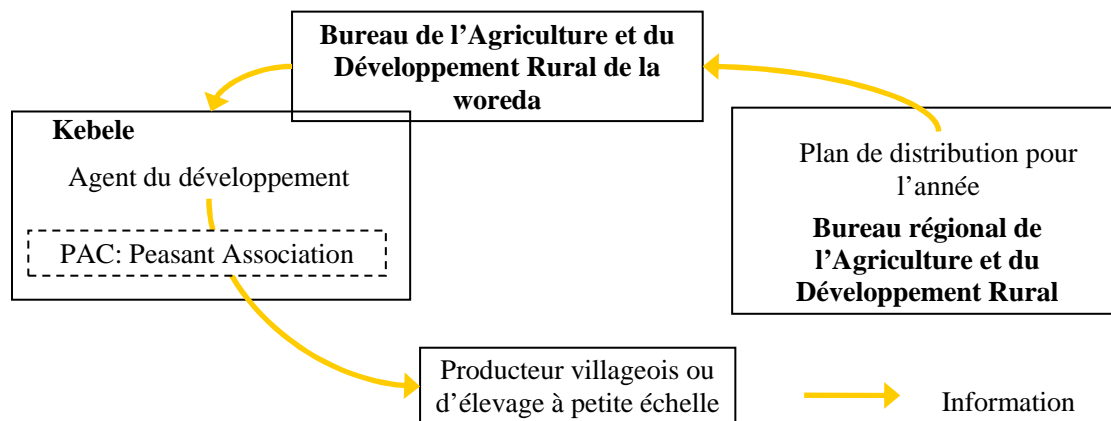 Bureau de l’Agriculture et du
Développement Rural de la
woreda
Kebele
Agent du développement
PAC: Peasant Association
Plan de distribution pour
l’année
Bureau régional de
l’Agriculture et du
Développement Rural
Producteur villageois ou
d’élevage à petite échelle
Information